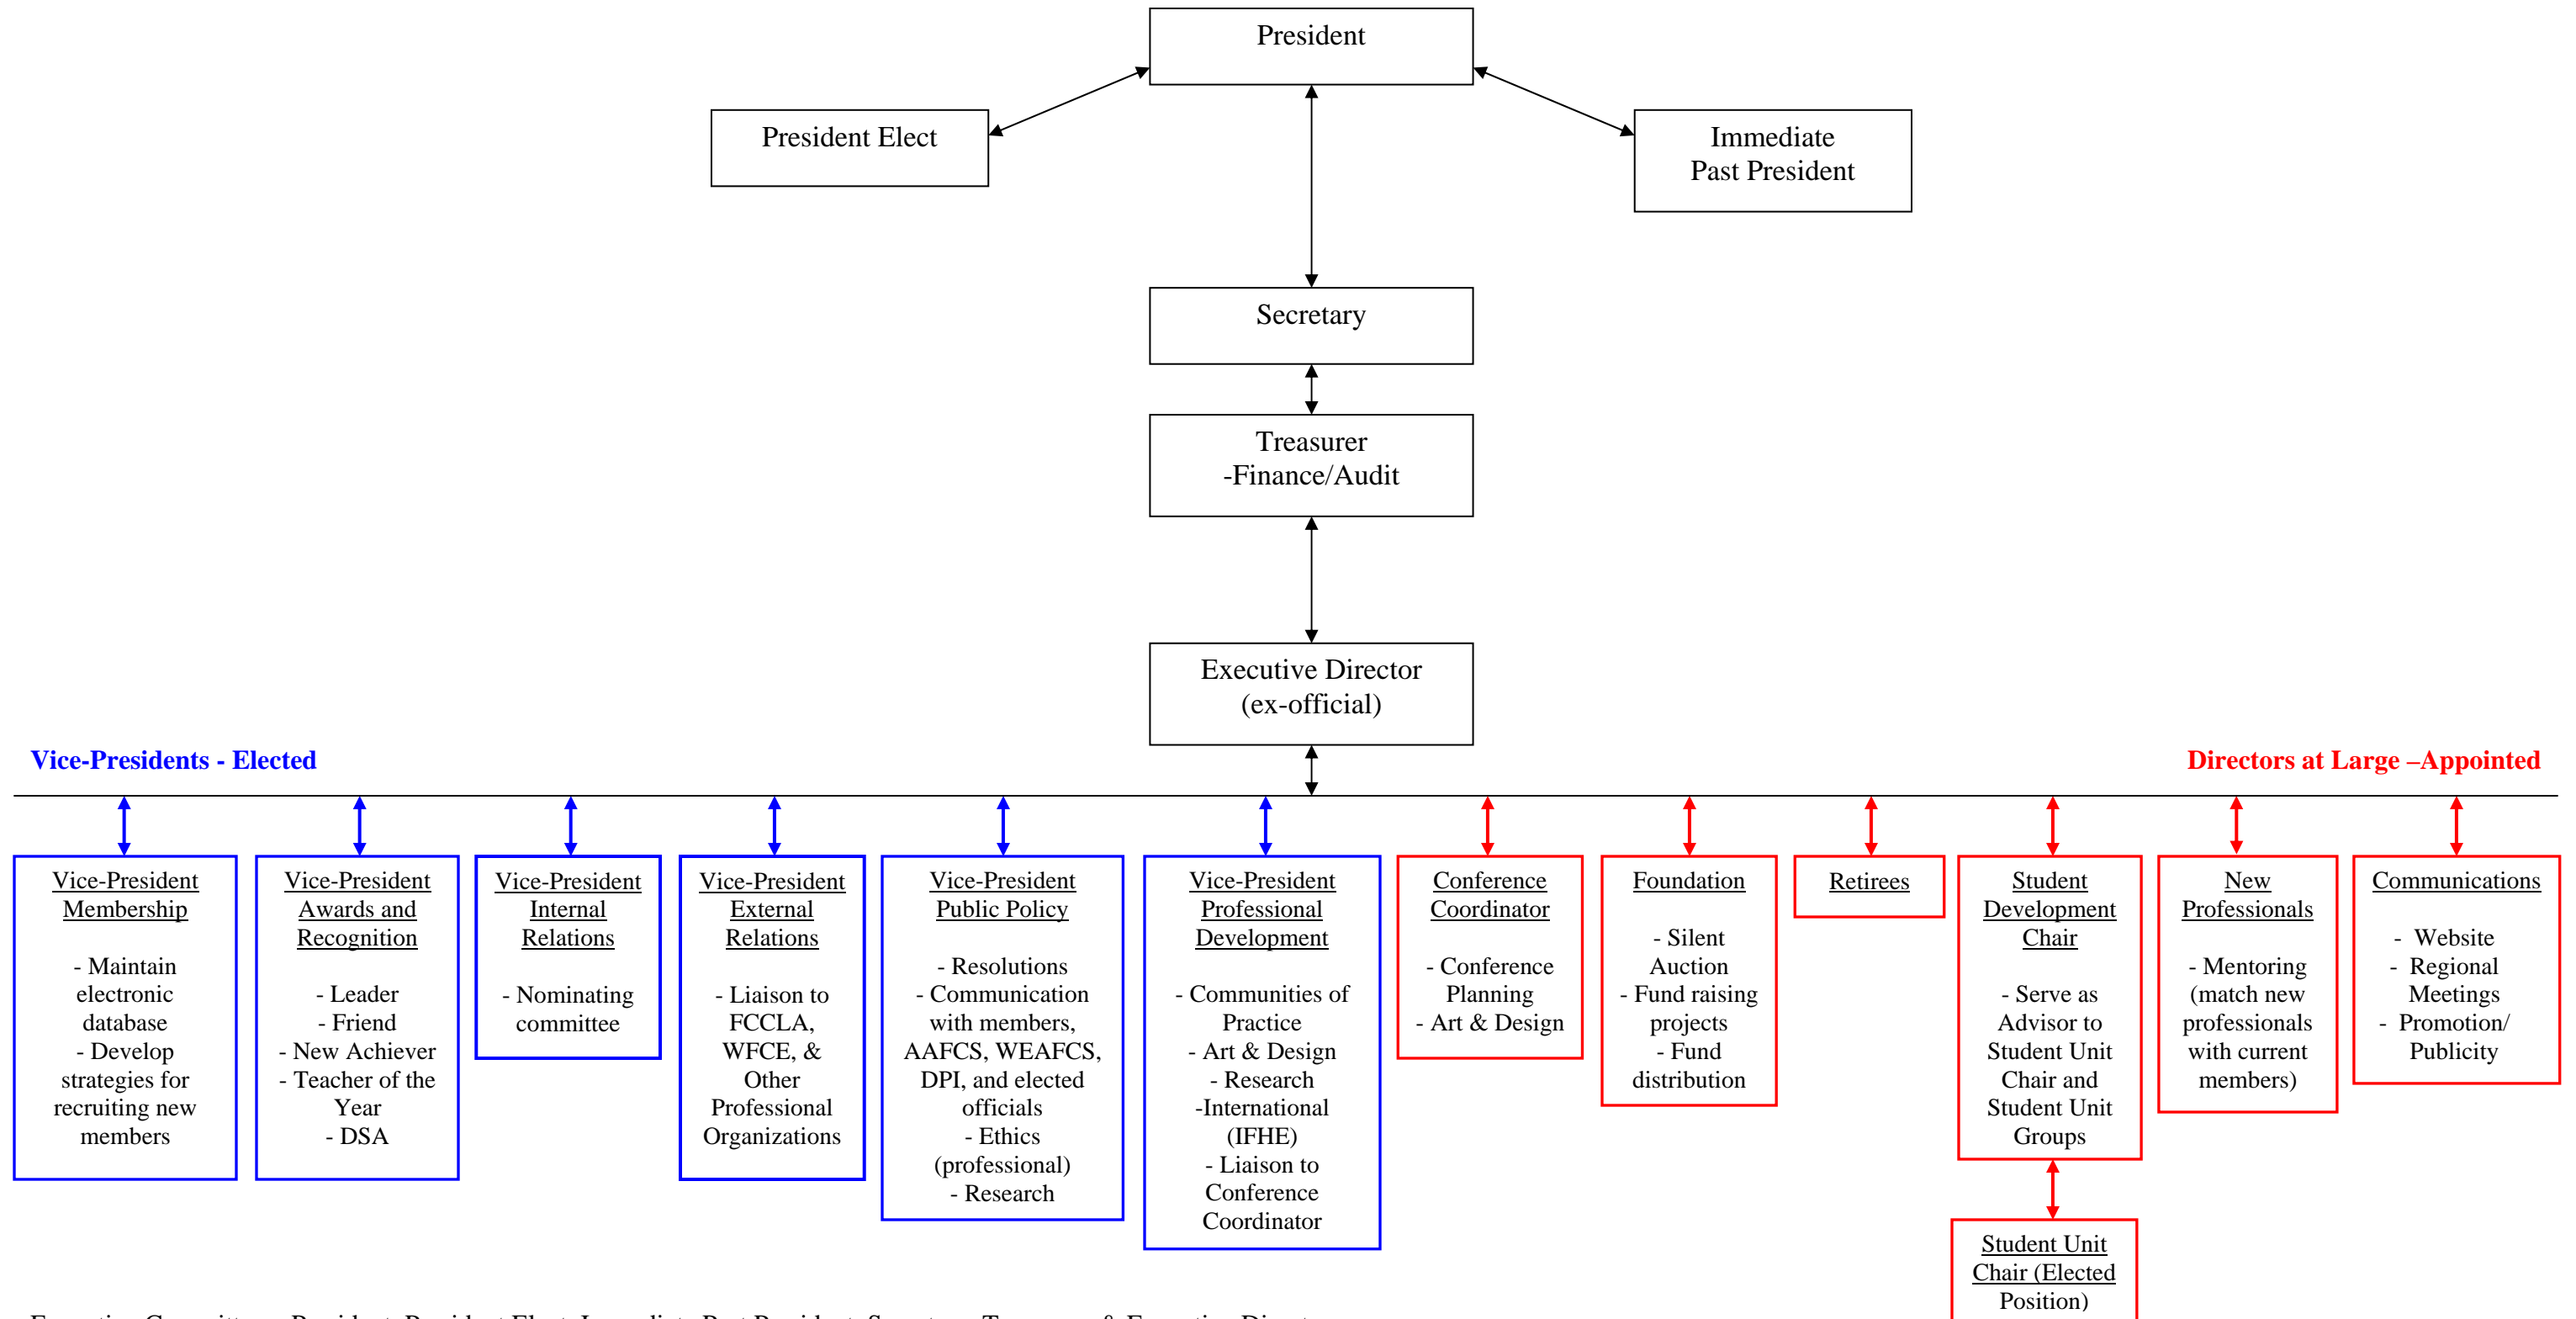 President
President Elect
Immediate
Past President
Secretary
Treasurer
-Finance/Audit
Executive Director
(ex-official)
Vice-Presidents - Elected
Directors at Large –Appointed
Vice-President
Membership
- Maintain
electronic
database
- Develop
strategies for
recruiting new
members
Vice-President
Awards and
Recognition
- Leader
- Friend
- New Achiever
- Teacher of the
Year
- DSA
Vice-President
Internal
Relations
- Nominating
committee
Vice-President
External
Relations
- Liaison to
FCCLA,
WFCE, &
Other
Professional
Organizations
Vice-President
Public Policy
- Resolutions
- Communication
with members,
AAFCS, WEAFCS,
DPI, and elected
officials
- Ethics
(professional)
- Research
Vice-President
Professional
Development
- Communities of
Practice
- Art & Design
- Research
-International
(IFHE)
- Liaison to
Conference
Coordinator
Conference
Coordinator
- Conference
Planning
- Art & Design
Foundation
- Silent
Auction
- Fund raising
projects
- Fund
distribution
Retirees
Student
Development
Chair
- Serve as
Advisor to
Student Unit
Chair and
Student Unit
Groups
New
Professionals
- Mentoring
(match new
professionals
with current
members)
Communications
- Website
- Regional
Meetings
- Promotion/
Publicity
Student Unit
Chair (Elected
Position)